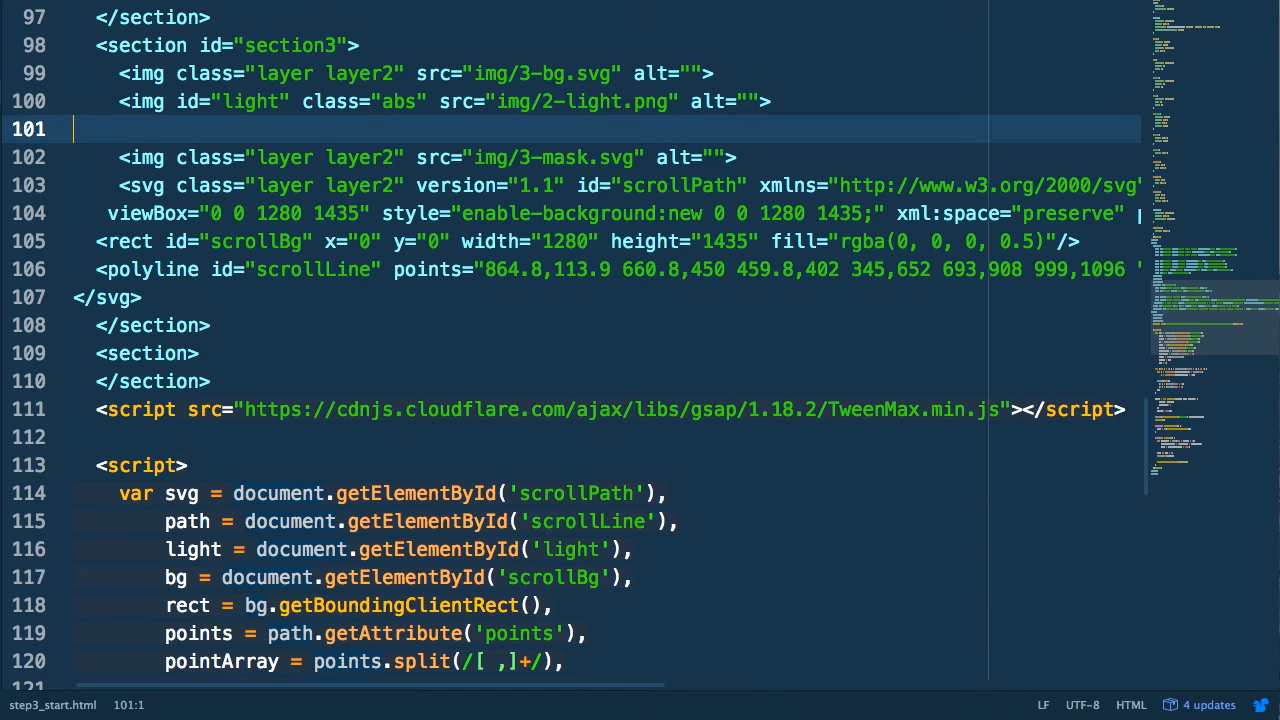 97 </section>
98 <section id="section3">
99 <img class="layer layer2" src="img/3-bg.svg" alt="">
100 <img id="light" class="abs" src="img/2-light.png" alt="">
101
102 <img class="layer layer2" src="img/3-mask.svg" alt="">
103 <svg class="layer layer2" version="1.1" id="scrollPath" xmlns="http://www.w3.org/2000/svg"
104 viewBox="0 0 1280 1435" style="enable-background:new 0 0 1280 1435;" xml:space="preserve" p
105 <rect id="scrollBg" x="0" y="0" width="1280" height="1435" fill="rgba(0, 0, 0, 0.5)"/>
106 <polyline id="scrollLine" points="864.8,113.9 660.8,456 459.8,402 345,652 693,908 999,1096 "
107 </svg>
108 </section>
109 <section>
110 </section>
111 <script src="https://cdnjs.cloudflare.com/ajax/libs/gsap/1.18.2/TweenMax.min.js"></script>
112
113 <script>
114 var svg = document.getElementById('scrollPath'),
115 path = document.getElementById('scrollLine'),
116 light = document.getElementById('light'),
117 bg = document.getElementById('scrollBg'),
118 rect = bg.getBoundingClientRect(),
119 points = path.getAttribute('points'),
120 pointArray = points.split(/[ ,]+/),
121
step3_start.html 101:1 LF UTF-8 HTML 4 updates